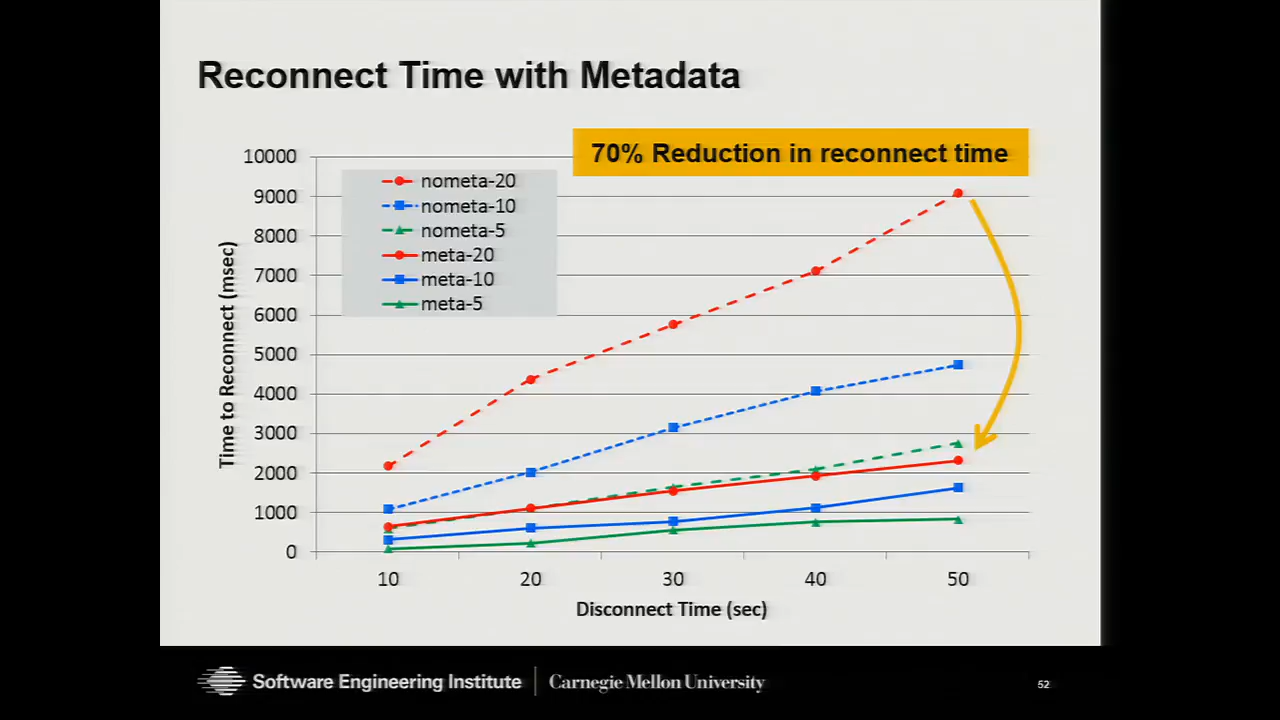 Reconnect Time with Metadata
70% Reduction in reconnect time
10000
9000
8000
7000
6000
5000
4000
3000
2000
1000
0
Time to Reconnect (msec)
nometa-20
nometa-10
nometa-5
meta-20
meta-10
meta-5
10 20 30 40 50
Disconnect Time (sec)
Software Engineering Institute Carnegie Mellon University 52